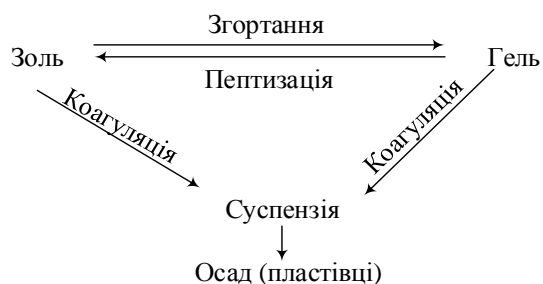 Згортання
Золь
Гель
Пептизація
Коагуляція
Коагуляція
Суспензія
Осад (пластівці)